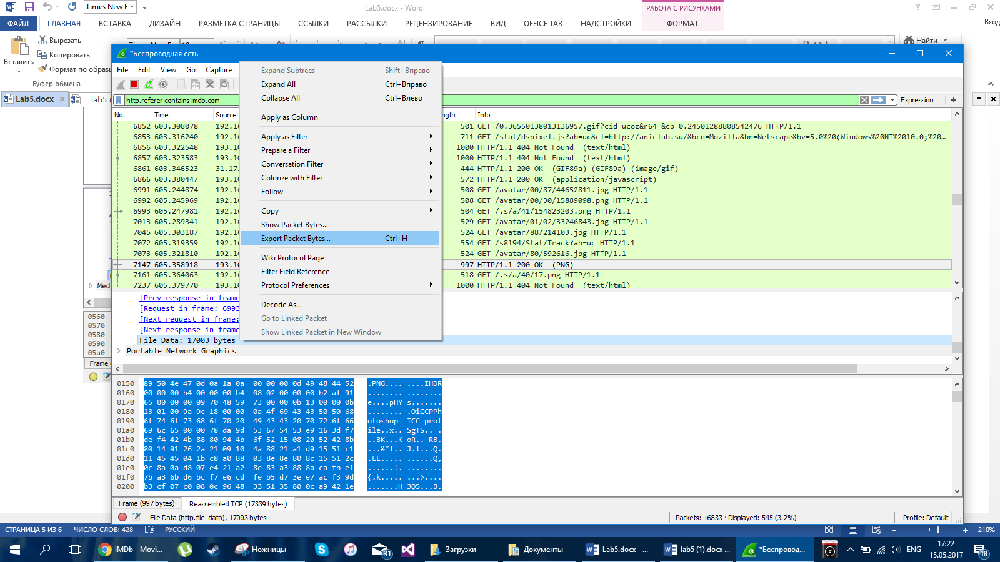 Times New R
Lab5.docx - Word
РАБОТА С РИСУНКАМИ
ФАЙЛ ГЛАВНАЯ ВСТАВКА ДИЗАЙН РАЗМЕТКА СТРАНИЦЫ ССЫЛКИ РАССЫЛКИ РЕЦЕНЗИРОВАНИЕ ВИД OFFICE TAB НАДСТРОЙКИ ФОРМАТ Вход
Вставить
Вырезать
Копировать
Формат по образц
Буфер обмена
Найти
Lab5.docx
lab5 (
*Беспроводная сеть
File Edit View Go Capture
http.referer contains imdb.com
Expression...
No. Time Source ngth Info
6852 603.308078 192.16 501 GET /0.36550138013136957.gif?cid=ucoz&r64=&cb=0.24501288808542476 HTTP/1.1
6853 603.316240 192.16 711 GET /stat/dspixel.js?ab=uc&cl=http://aniclub.su/&bcn=Mozilla&bn=Netscape&bv=5.0%20(Windows%20NT%2010.0;%20...
6856 603.322548 193.10 1000 HTTP/1.1 404 Not Found (text/html)
6857 603.323583 193.10 1000 HTTP/1.1 404 Not Found (text/html)
6861 603.346523 31.172 444 HTTP/1.1 200 OK (GIF89a) (GIF89a) (image/gif)
6866 603.380447 193.10 572 HTTP/1.1 200 OK (application/javascript)
6991 605.244874 192.16 508 GET /avatar/00/87/44652811.jpg HTTP/1.1
6992 605.245969 192.16 508 GET /avatar/00/30/15889098.png HTTP/1.1
6993 605.247981 192.16 504 GET /.s/a/41/154823203.png HTTP/1.1
7013 605.289341 192.16 529 GET /avatar/01/02/33246843.jpg HTTP/1.1
7045 605.303187 192.16 524 GET /avatar/88/214103.jpg HTTP/1.1
7072 605.319359 192.16 554 GET /s8194/Stat/Track?ab=uc HTTP/1.1
7073 605.321810 192.16 524 GET /avatar/80/592616.jpg HTTP/1.1
7147 605.358918 193.10 997 HTTP/1.1 200 OK (PNG)
7161 605.364063 192.16 518 GET /.s/a/40/17.png HTTP/1.1
7237 605.379770 193.10 1000 HTTP/1.1 404 Not Found (text/html)
Expand Subtrees Shift+Вправо
Expand All Ctrl+Вправо
Collapse All Ctrl+Влево
Apply as Column
Apply as Filter
Prepare a Filter
Conversation Filter
Colorize with Filter
Follow
Copy
Show Packet Bytes...
Export Packet Bytes... Ctrl+H
Wiki Protocol Page
Filter Field Reference
Protocol Preferences
Decode As...
Go to Linked Packet
Show Linked Packet in New Window
Med
[Prev response in frame
[Request in frame: 6993
[Next request in frame:
[Next response in frame
File Data: 17003 bytes
Portable Network Graphics
0560
0570
0580
0590
05a0
Frame (
0150 89 50 4e 47 0d 0a 1a 0a 00 00 00 0d 49 48 44 52 .PNG.... ....IHDR
0160 00 00 00 b4 00 00 00 b4 08 02 00 00 00 b2 af 91 ........ ........
0170 65 00 00 00 09 70 48 59 73 00 00 0b 13 00 00 0b e....pHY s.......
0180 13 01 00 9a 9c 18 00 00 0a 4f 69 43 43 50 50 68 ........ .OiCCPPh
0190 6f 74 6f 73 68 6f 70 20 49 43 43 20 70 72 6f 66 otoshop ICC prof
01a0 69 6c 65 00 00 78 da 9d 53 67 54 53 e9 16 3d f7 ile..x.. SgTS..=.
01b0 de f4 42 4b 88 80 94 4b 6f 52 15 08 20 52 42 8b ..BK...K oR.. RB.
01c0 80 14 91 26 2a 21 09 10 4a 88 21 a1 d9 15 51 c1 ...&*!.. J.!...Q.
01d0 11 45 45 04 1b c8 a0 88 03 8e 8e 80 8c 15 51 2c .EE..... ......Q,
01e0 0c 8a 0a d8 07 e4 21 a2 8e 83 a3 88 8a ca fb e1 ......!. ........
01f0 7b a3 6b d6 bc f7 e6 cd fe b5 d7 3e e7 ac f3 9d {.k..... ...>....
0200 b3 cf 07 c0 08 0c 96 48 33 51 35 80 0c a9 42 1e .......H 3Q5...B.
Frame (997 bytes) Reassembled TCP (17339 bytes)
File Data (http.file_data), 17003 bytes
Packets: 16833 · Displayed: 545 (3.2%)
Profile: Default
СТРАНИЦА 5 ИЗ 6 ЧИСЛО СЛОВ: 428 РУССКИЙ 210%
IMDb - Movi...
Ножницы
31
Загрузки
Документы
Lab5.docx - ...
lab5 (1).docx ...
*Беспровод...
ENG
17:22
15.05.2017
18